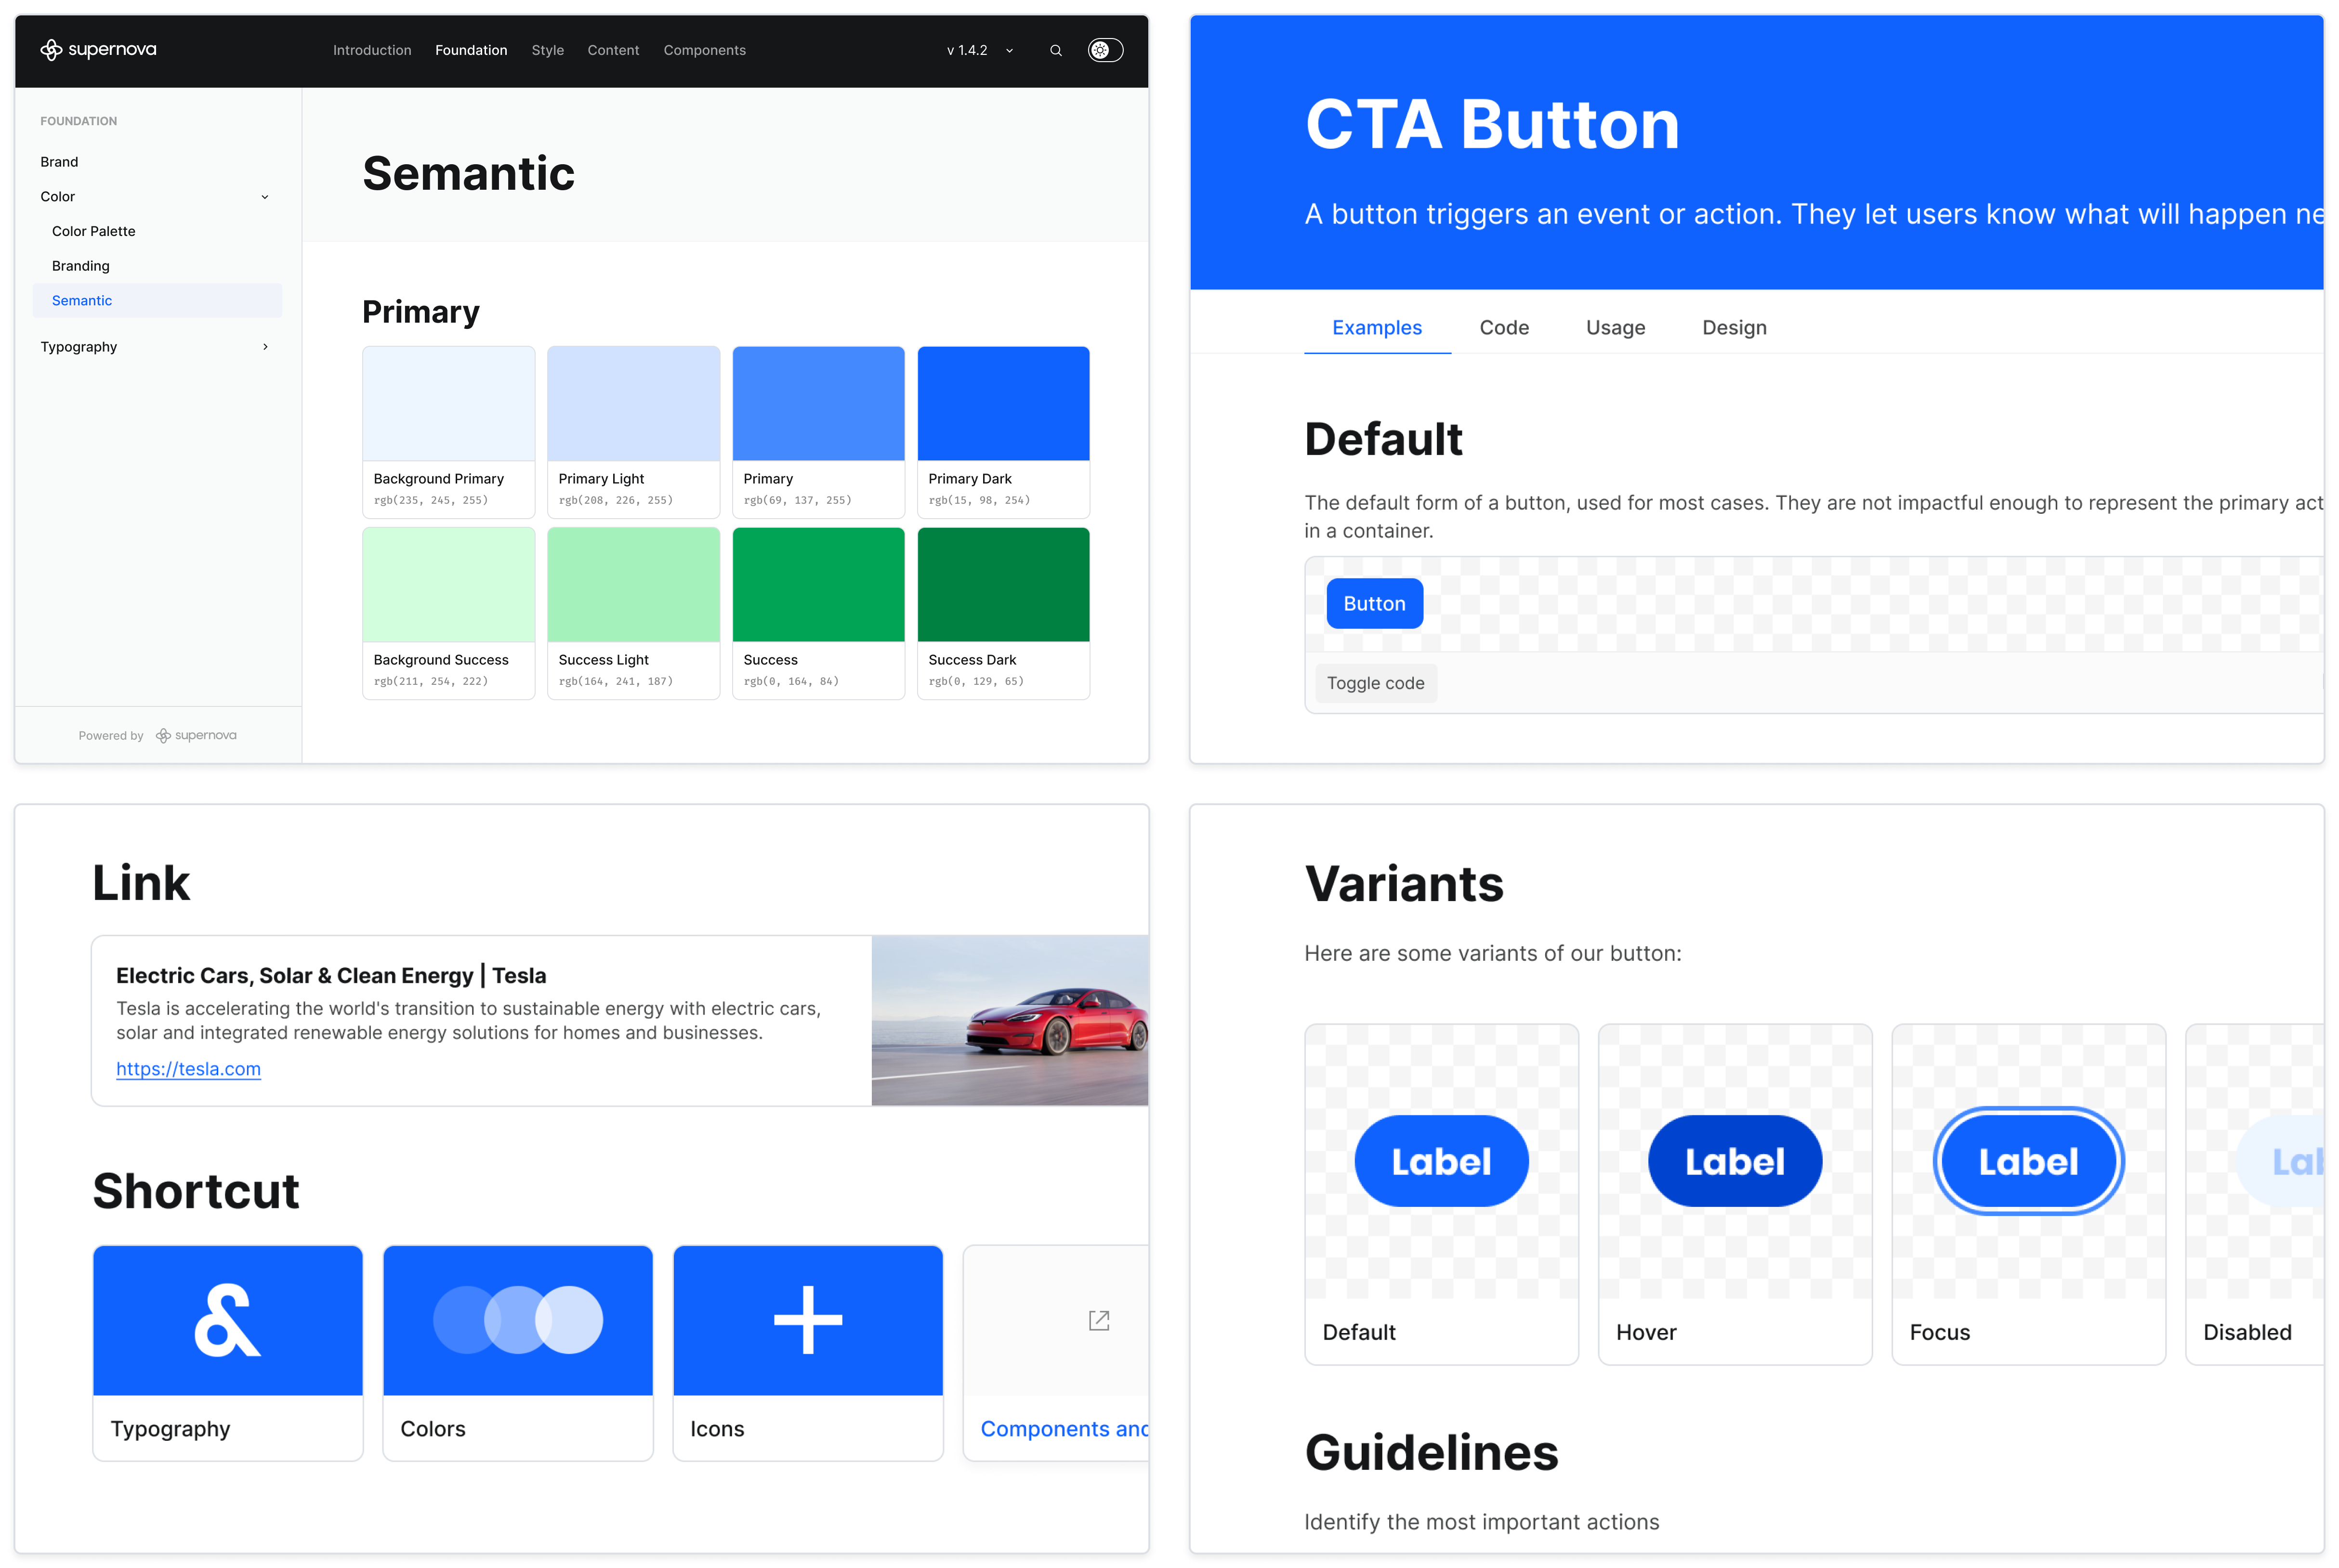 supernova
Introduction
Foundation
Style
Content
Components
v 1.4.2
FOUNDATION
Brand
Color
Color Palette
Branding
Semantic
Typography
Powered by supernova
Semantic
Primary
Background Primary
rgb(235, 245, 255)
Primary Light
rgb(208, 226, 255)
Primary
rgb(69, 137, 255)
Primary Dark
rgb(15, 98, 254)
Background Success
rgb(211, 254, 222)
Success Light
rgb(164, 241, 187)
Success
rgb(0, 164, 84)
Success Dark
rgb(0, 129, 65)
CTA Button
A button triggers an event or action. They let users know what will happen ne
Examples
Code
Usage
Design
Default
The default form of a button, used for most cases. They are not impactful enough to represent the primary act
in a container.
Button
Toggle code
Link
Electric Cars, Solar & Clean Energy | Tesla
Tesla is accelerating the world's transition to sustainable energy with electric cars,
solar and integrated renewable energy solutions for homes and businesses.
https://tesla.com
Shortcut
&
Typography
Colors
Icons
Components and
Variants
Here are some variants of our button:
Label
Default
Label
Hover
Label
Focus
Lab
Disabled
Guidelines
Identify the most important actions